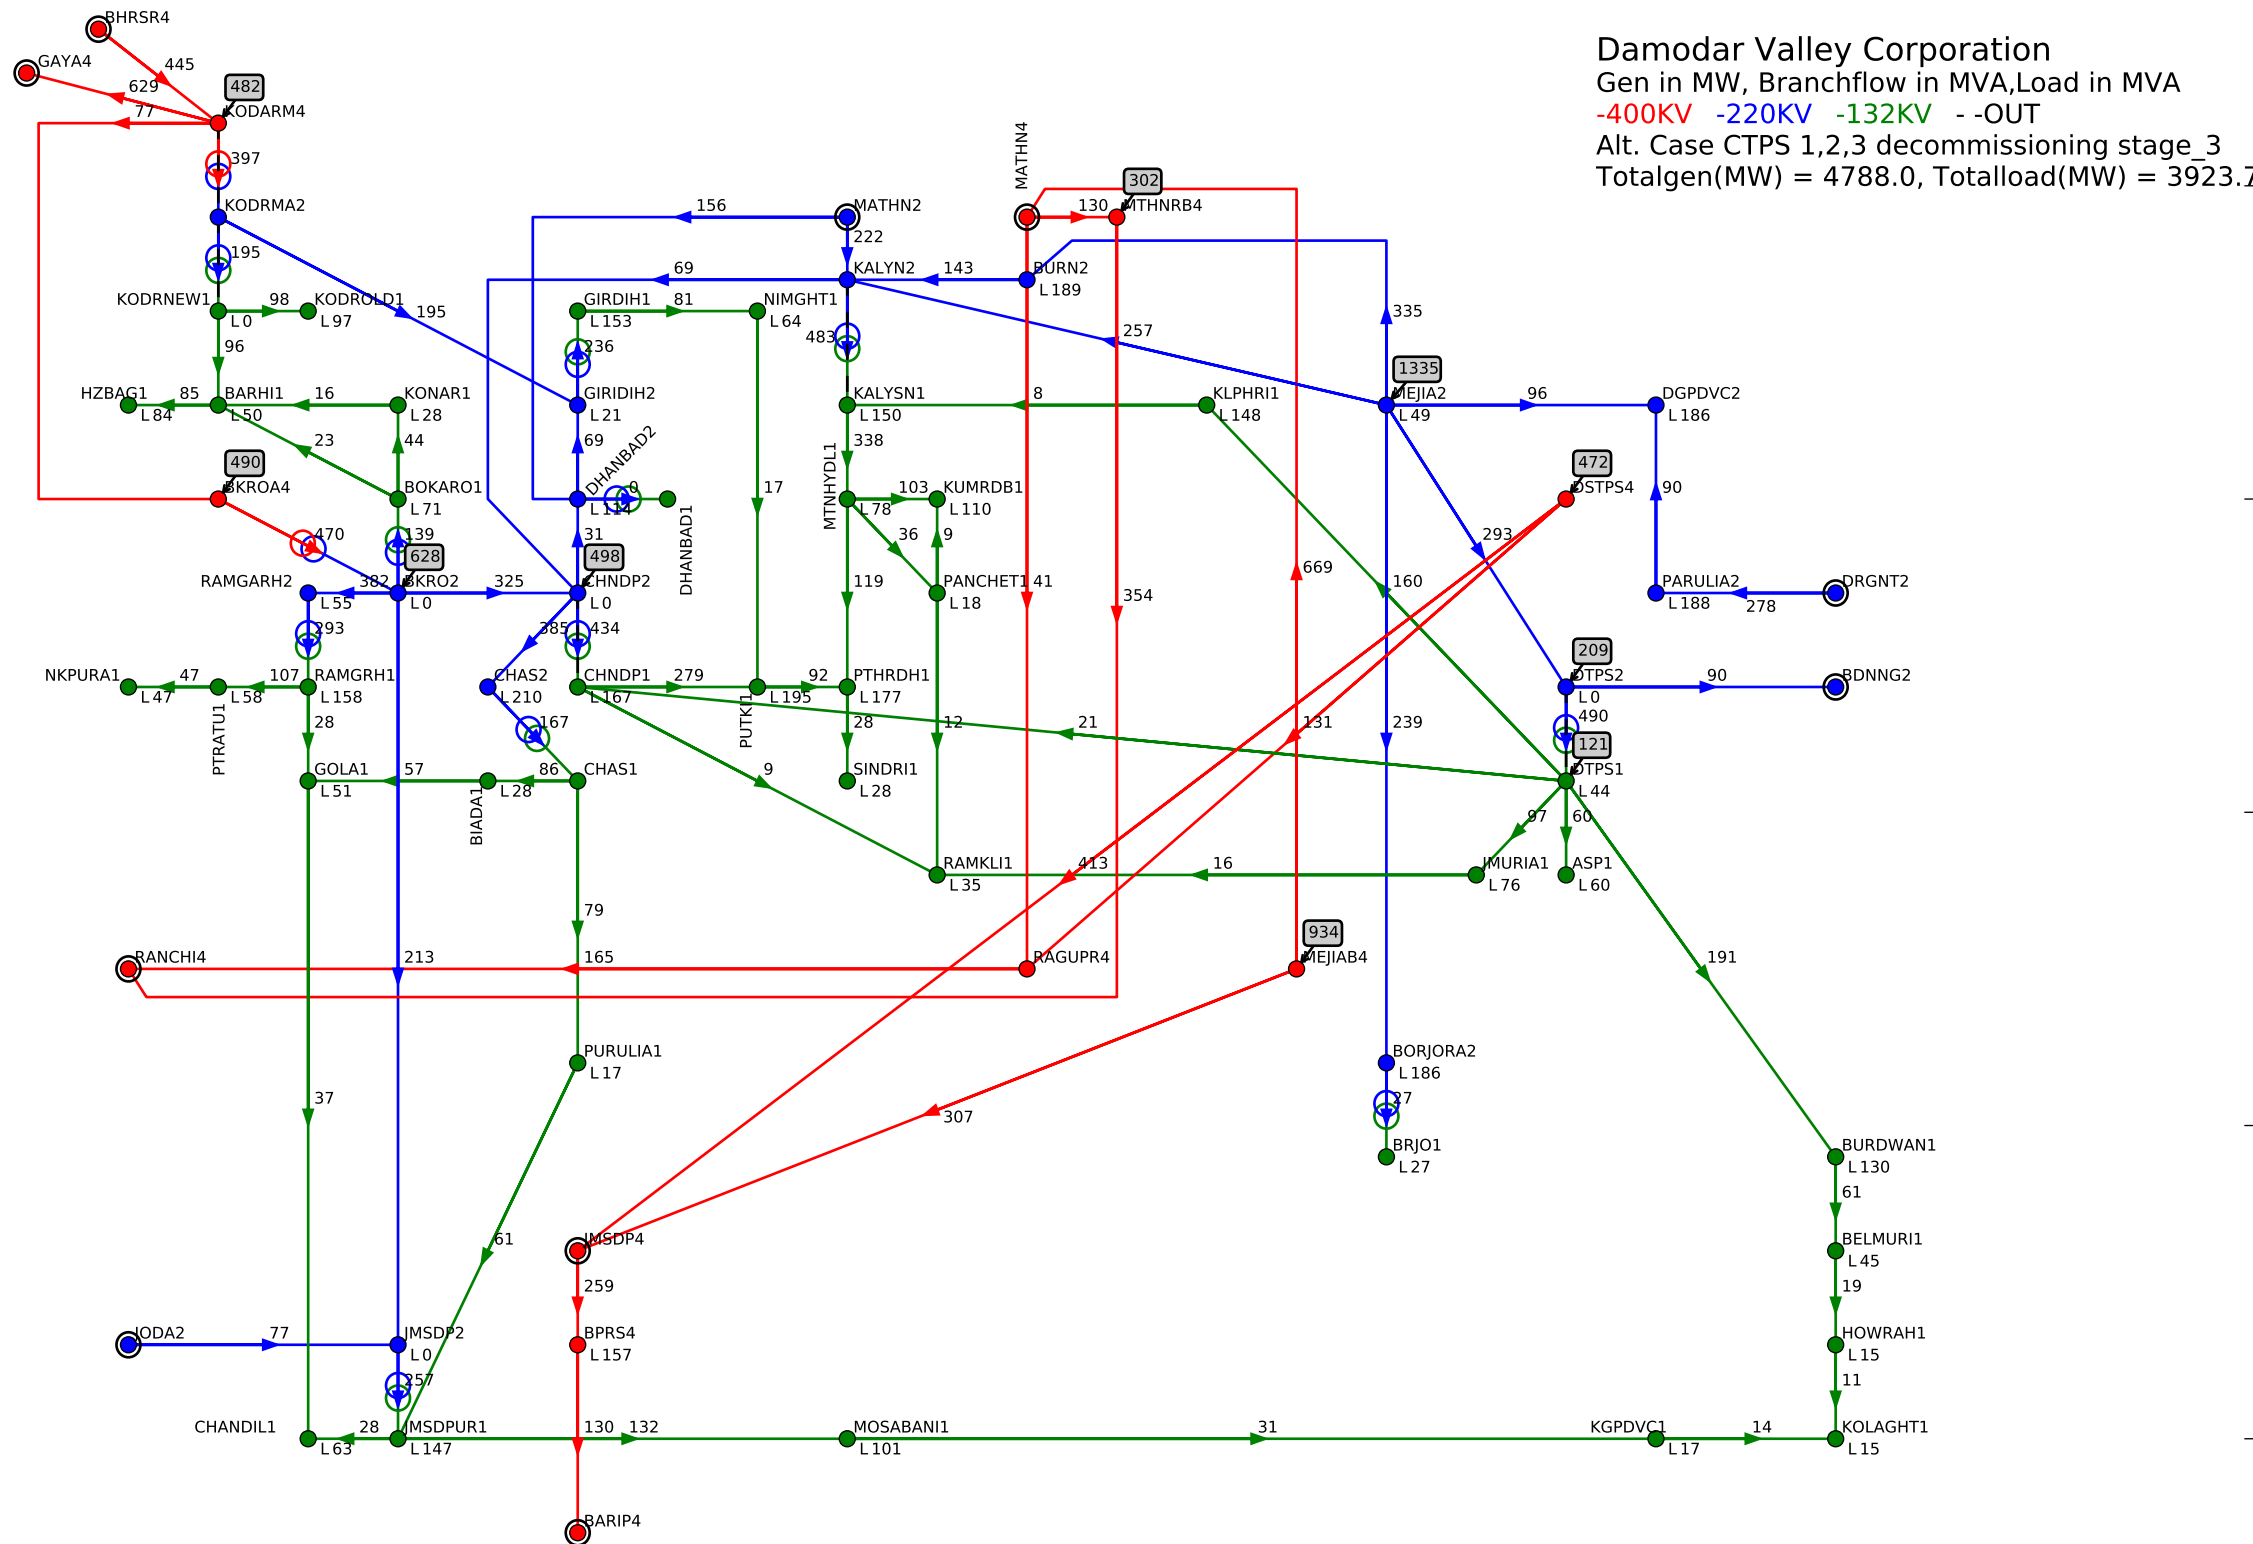 BHRSR4
Damodar Valley Corporation
GAYA4
445
Gen in MW, Branchflow in MVA,Load in MVA
629
482
77
KODARM4
-400KV -220KV -132KV - -OUT
Alt. Case CTPS 1,2,3 decommissioning stage_3
397
MATHN4
302
Totalgen(MW) = 4788.0, Totalload(MW) = 3923.7
KODRMA2
156
MATHN2
130
MTHNRB4
222
195
69
KALYN2
143
BURN2
L 189
KODRNEW1
98
KODROLD1
GIRDIH1
81
NIMGHT1
L 0
L 97
195
L 153
L 64
335
257
96
236
483
HZBAG1
85
BARHI1
16
KONAR1
GIRIDIH2
KALYSN1
8
KLPHRI1
1335
MEJIA2
96
DGPDVC2
L 84
L 50
L 28
L 21
L 150
L 148
L 49
L 186
23
44
69
DHANBAD2
338
MTNHYDL1
490
472
BKROA4
BOKARO1
L 71
L 114
0
DHANBAD1
17
L 78
103
KUMRDB1
L 110
DSTPS4
90
470
139
31
36
9
293
628
498
RAMGARH2
382
BKRO2
325
CHNDP2
119
PANCHET1
41
354
669
160
PARULIA2
278
DRGNT2
L 55
L 0
L 0
L 18
L 188
293
385
434
209
NKPURA1
47
107
RAMGRH1
CHAS2
CHNDP1
279
92
PTHRDH1
DTPS2
90
BDNNG2
L 47
L 58
L 158
L 210
L 167
L 195
L 177
L 0
PTRATU1
28
167
PUTKI1
28
12
21
131
239
490
121
GOLA1
57
86
CHAS1
9
SINDRI1
DTPS1
L 51
BIADA1
L 28
L 28
L 44
97
60
RAMKLI1
413
16
JMURIA1
ASP1
L 35
L 76
L 60
79
934
RANCHI4
213
165
RAGUPR4
MEJIAB4
191
PURULIA1
BORJORA2
L 17
L 186
37
307
27
BRJO1
BURDWAN1
L 27
L 130
61
61
JMSDP4
BELMURI1
L 45
259
19
JODA2
77
JMSDP2
BPRS4
HOWRAH1
L 0
L 157
L 15
257
11
CHANDIL1
28
JMSDPUR1
130
132
MOSABANI1
31
KGPDVC1
14
KOLAGHT1
L 63
L 147
L 101
L 17
L 15
BARIP4